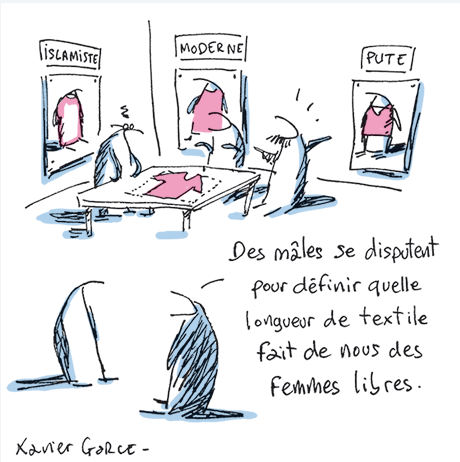 ISLAMISTE
MODERNE
PUTE
Des mâles se disputent
pour définir quelle
longueur de textile
fait de nous des
femmes libres.
Xavier GORCE -